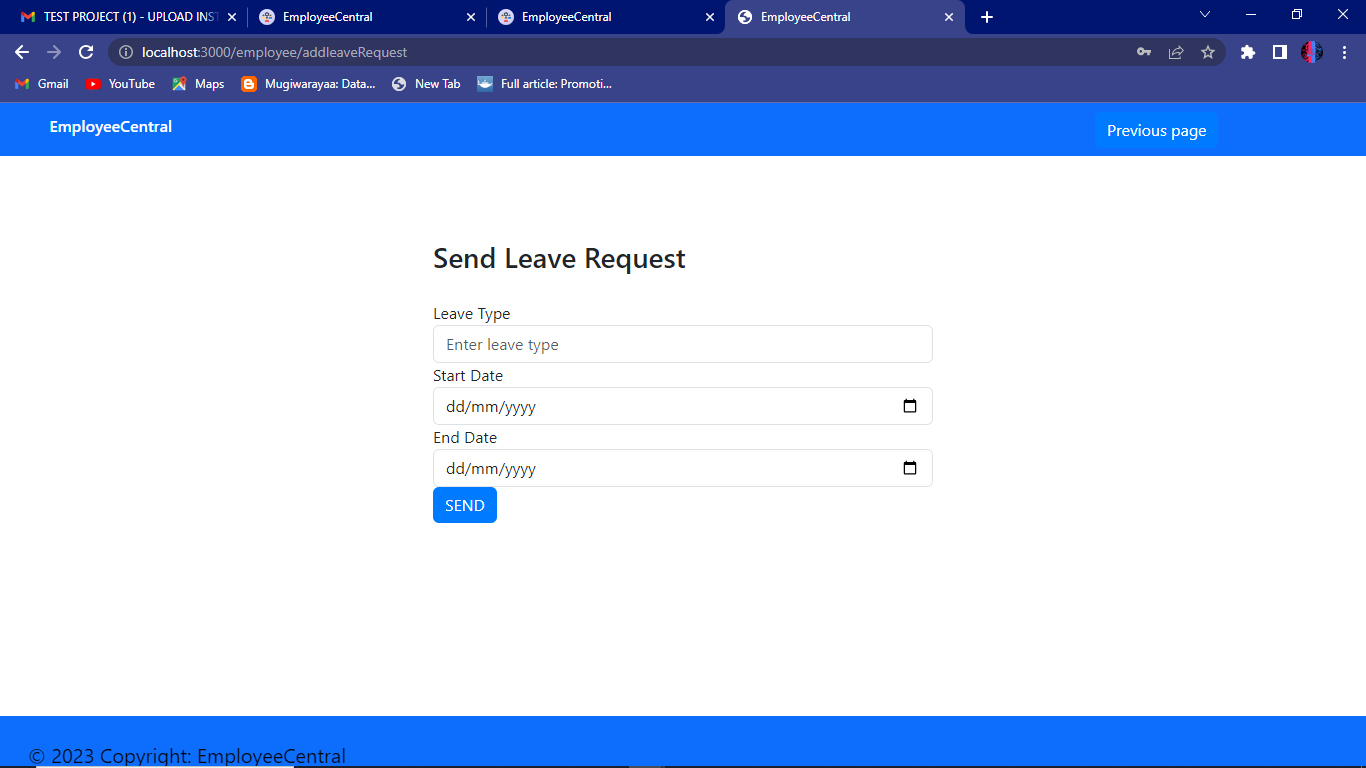 TEST PROJECT (1) - UPLOAD INST
EmployeeCentral
EmployeeCentral
EmployeeCentral
localhost:3000/employee/addleaveRequest
Gmail
YouTube
Maps
Mugiwarayaa: Data...
New Tab
Full article: Promoti...
EmployeeCentral
Previous page
Send Leave Request
Leave Type
Enter leave type
Start Date
dd/mm/yyyy
End Date
dd/mm/yyyy
SEND
© 2023 Copyright: EmployeeCentral